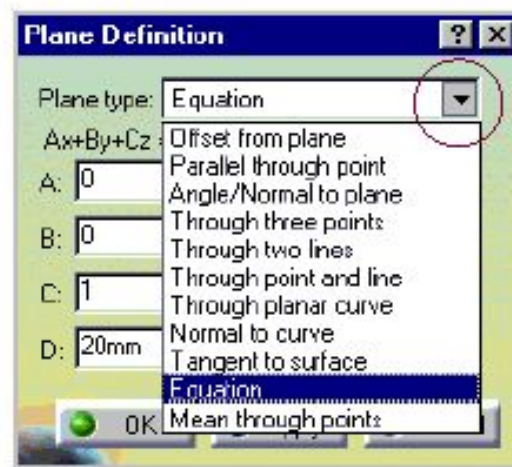 Plane Definition
Plane type: Equation
Ax+By+Cz
A: 0
B: 0
C: 1
D: 20mm
Offset from plane
Parallel through point
Angle/Normal to plane
Through three points
Through two lines
Through point and line
Through planar curve
Normal to curve
Tangent to surface
Equation
Mean through points
OK